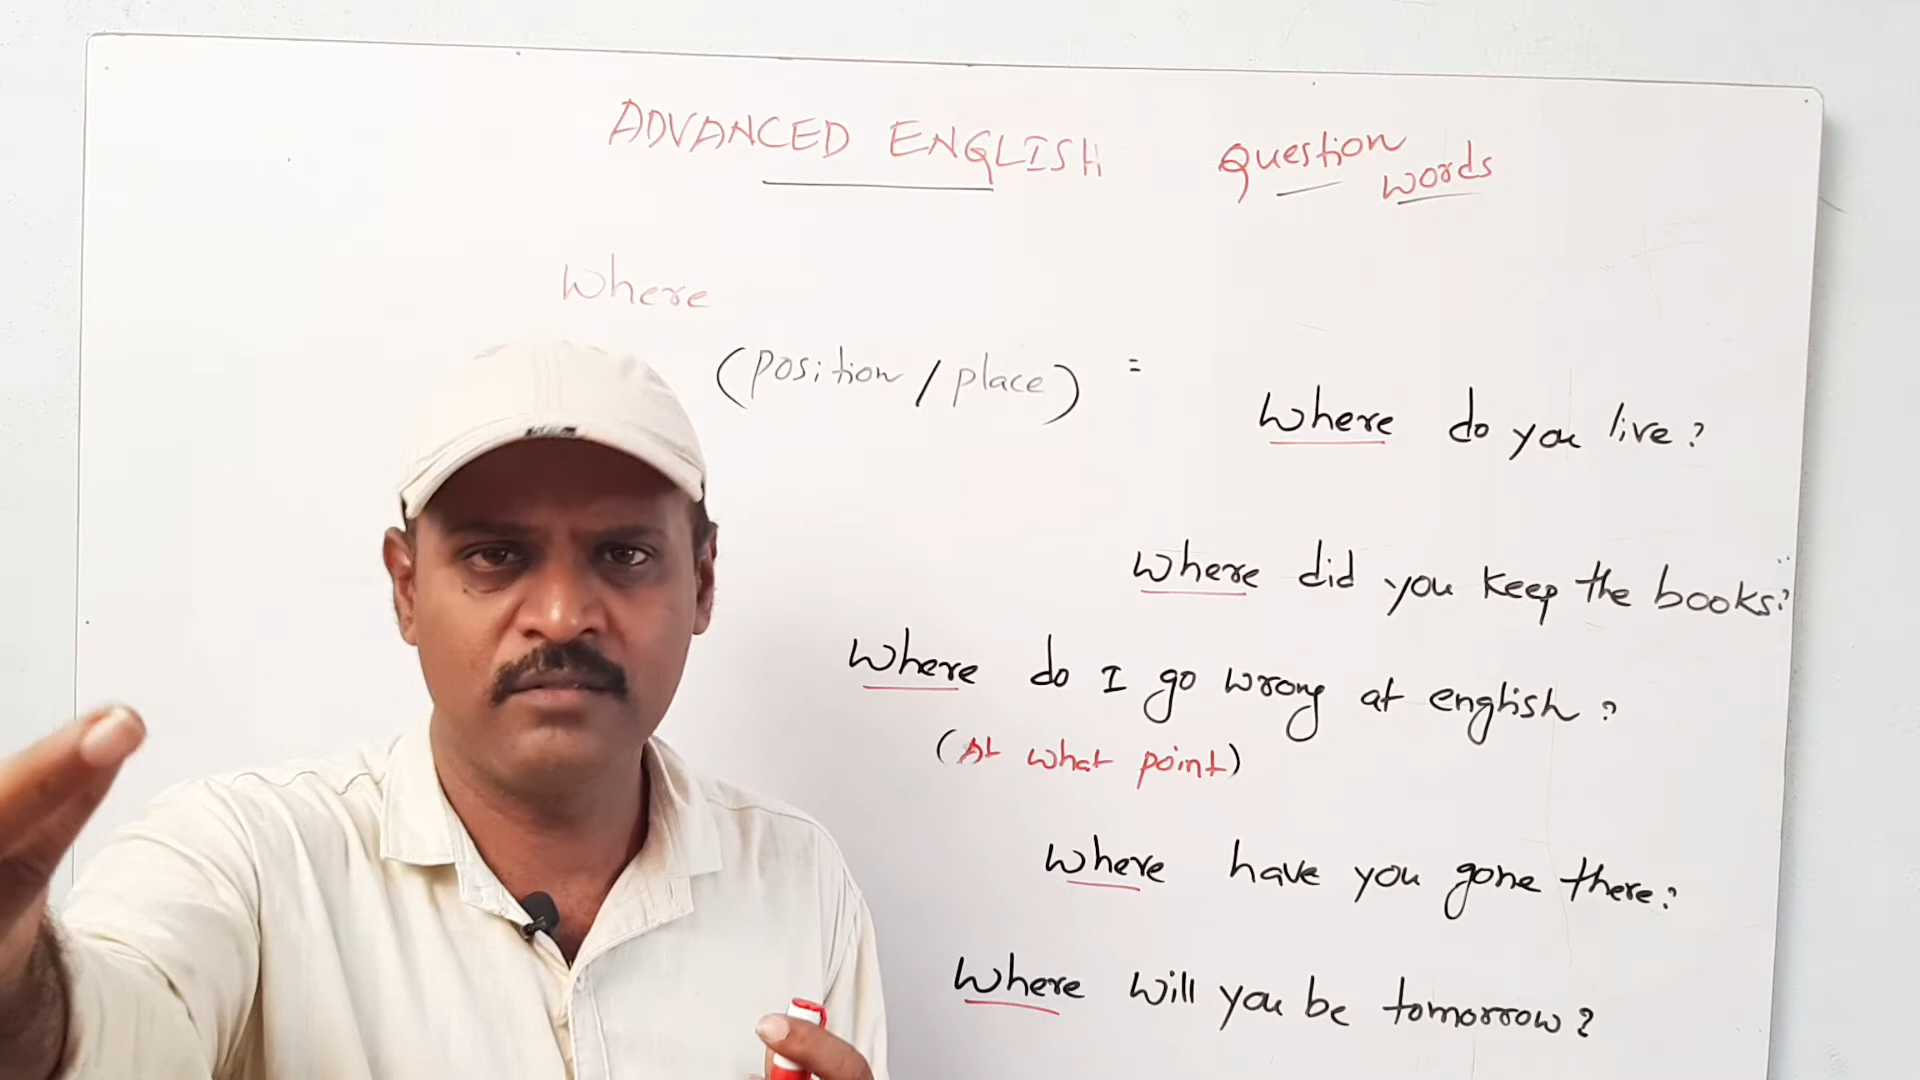 ADVANCED ENGLISH
Question words
Where
(Position / place) =
Where do you live?
Where did you keep the books?
Where do I go wrong at english?
(At what point)
Where have you gone there?
Where will you be tomorrow?